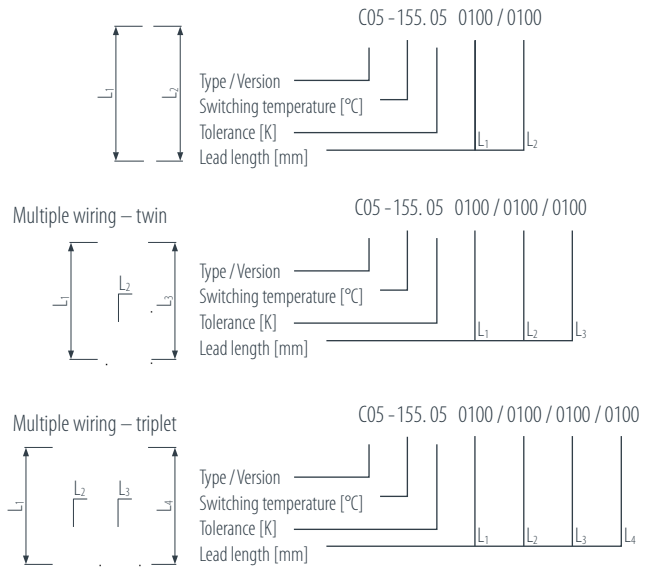 C05 - 155. 05 0100 / 0100
L1
L2
Type / Version
Switching temperature [°C]
Tolerance [K]
Lead length [mm]
L1
L2
Multiple wiring – twin
C05 - 155. 05 0100 / 0100 / 0100
L1
L2
L3
Type / Version
Switching temperature [°C]
Tolerance [K]
Lead length [mm]
L1
L2
L3
Multiple wiring – triplet
C05 - 155. 05 0100 / 0100 / 0100 / 0100
L1
L2
L3
L4
Type / Version
Switching temperature [°C]
Tolerance [K]
Lead length [mm]
L1
L2
L3
L4